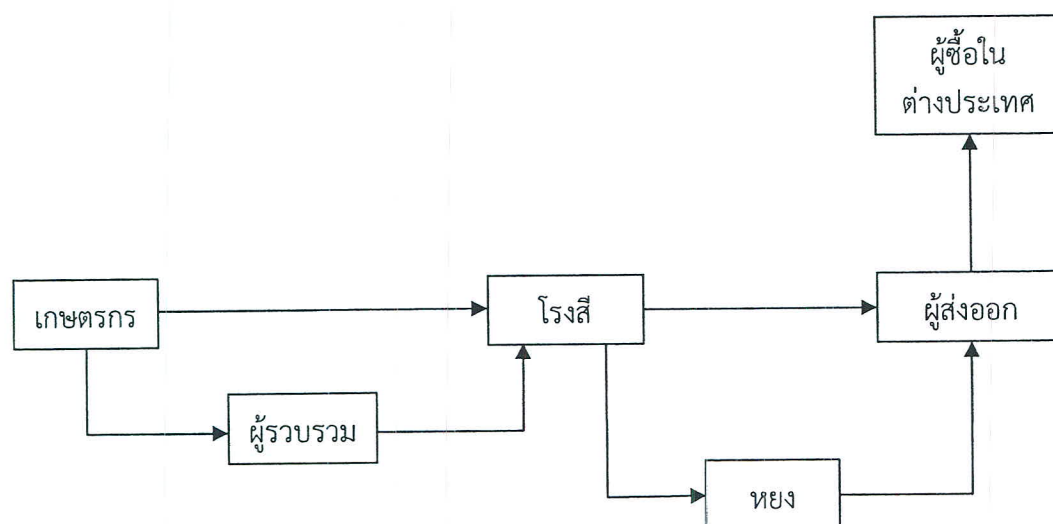 ผู้ซื้อใน
ต่างประเทศ
เกษตรกร
โรงสี
ผู้ส่งออก
ผู้รวบรวม
หยง